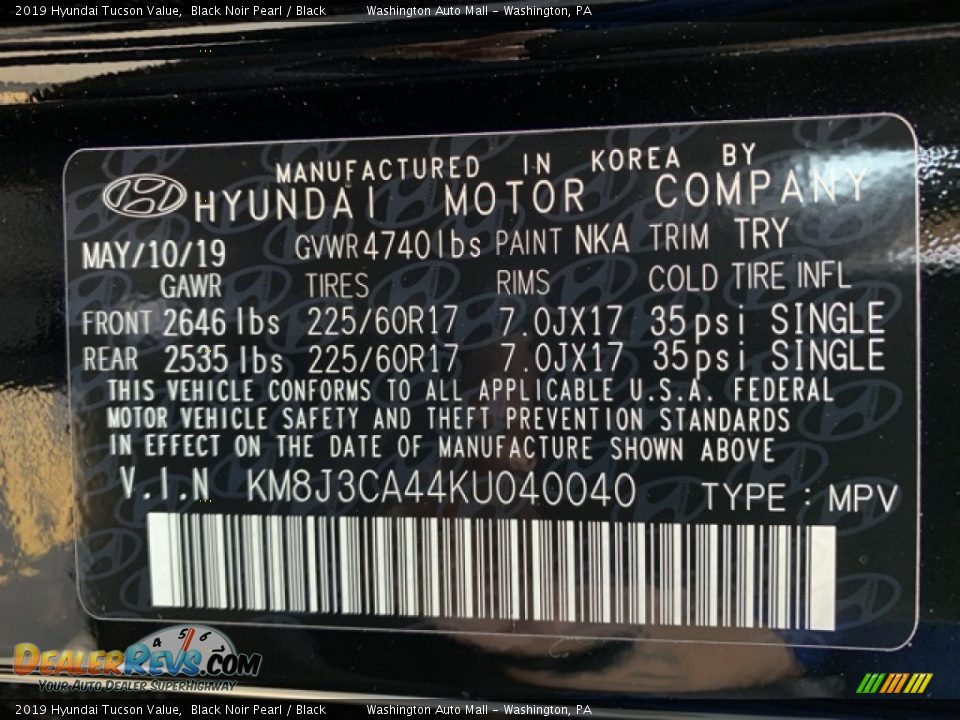 2019 Hyundai Tucson Value, Black Noir Pearl / Black Washington Auto Mall - Washington, PA
MANUFACTURED IN KOREA BY
HYUNDAI MOTOR COMPANY
MAY/10/19 GVWR 4740lbs PAINT NKA TRIM TRY
GAWR TIRES RIMS COLD TIRE INFL
FRONT 2646 lbs 225/60R17 7.0JX17 35psi SINGLE
REAR 2535 lbs 225/60R17 7.0JX17 35psi SINGLE
THIS VEHICLE CONFORMS TO ALL APPLICABLE U.S.A. FEDERAL
MOTOR VEHICLE SAFETY AND THEFT PREVENTION STANDARDS
IN EFFECT ON THE DATE OF MANUFACTURE SHOWN ABOVE
V.I.N KM8J3CA44KU040040 TYPE : MPV
4 5 6
DEALERREVS.COM
Your Auto Dealer SuperHighway
2019 Hyundai Tucson Value, Black Noir Pearl / Black Washington Auto Mall - Washington, PA